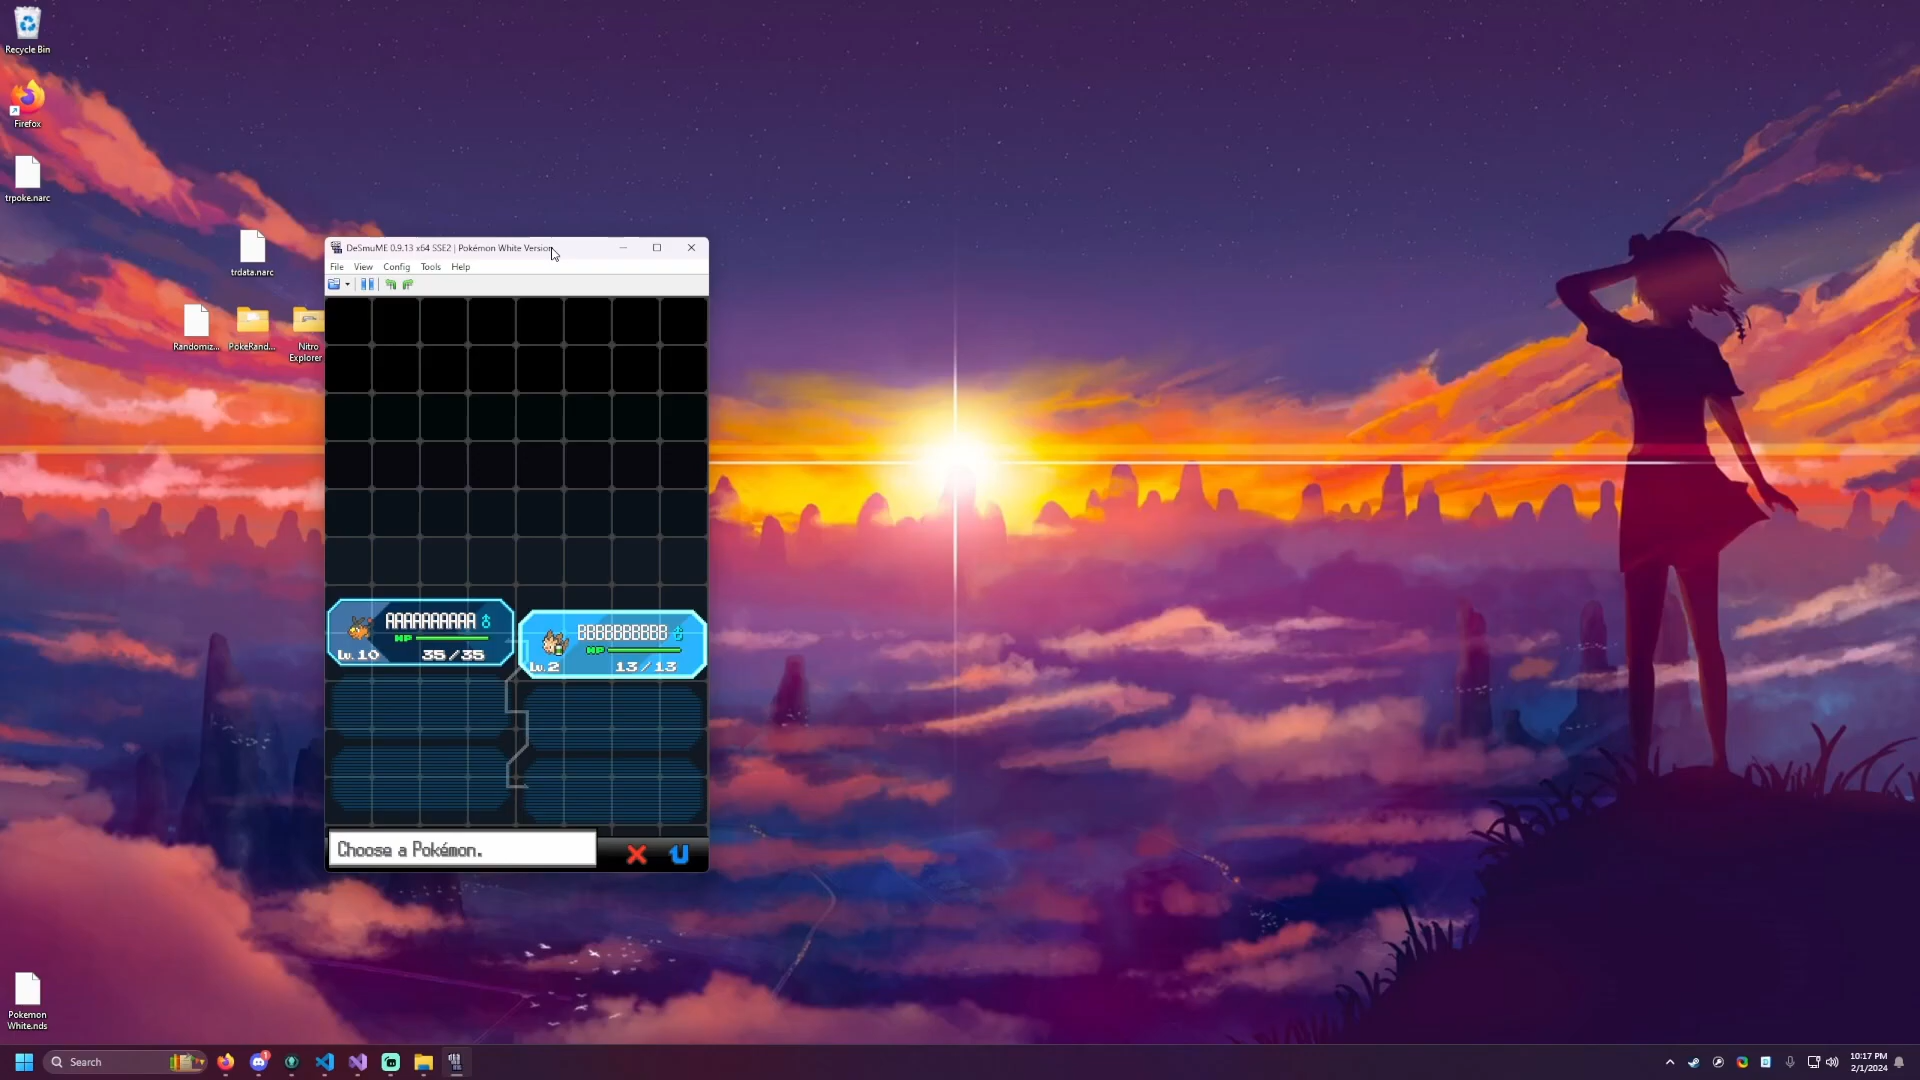 Recycle Bin
Firefox
trpoke.narc
trdata.narc
Randomiz...
PokeRand...
Nitro
Explorer
DeSmuME 0.9.13 x64 SSE2 | Pokémon White Version
File View Config Tools Help
AAAAAAAAAA♂
HP
Lv.10 35/35
BBBBBBBBBB♂
HP
Lv.2 13/13
Choose a Pokémon.
Pokemon
White.nds
Search
1
10:17 PM
2/1/2024